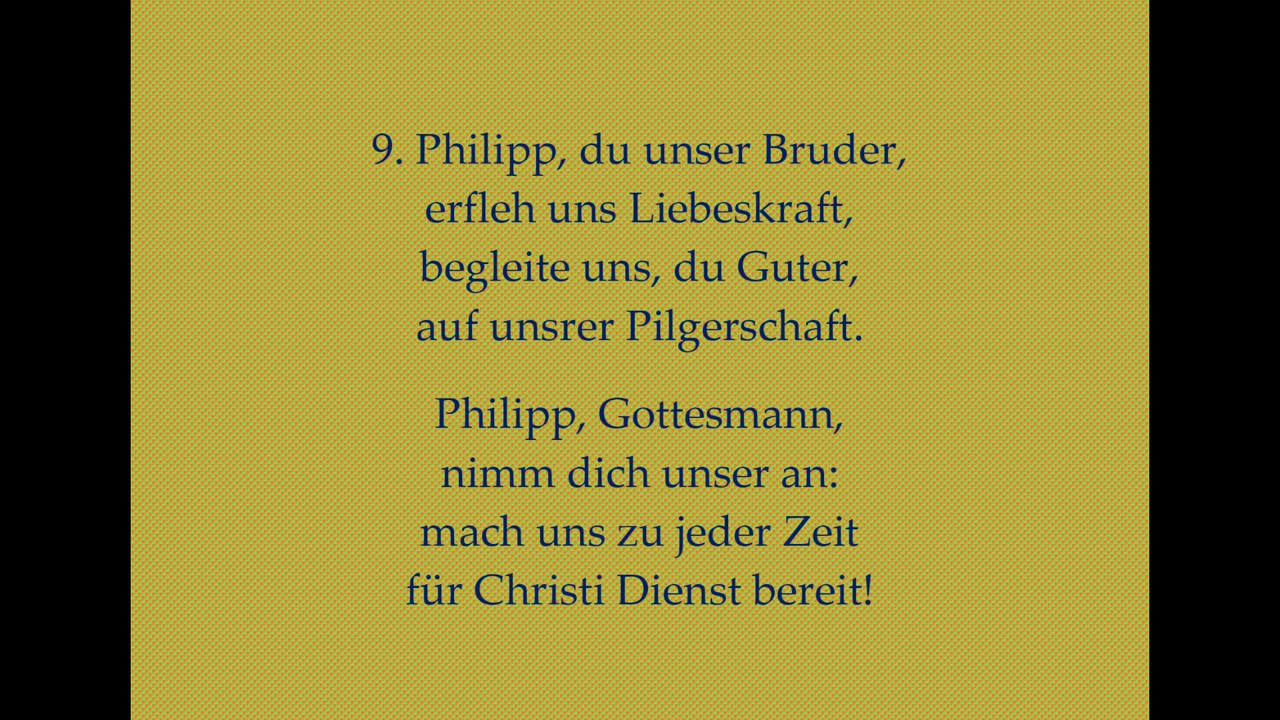 9. Philipp, du unser Bruder,
erfleh uns Liebeskraft,
begleite uns, du Guter,
auf unsrer Pilgerschaft.
Philipp, Gottesmann,
nimm dich unser an:
mach uns zu jeder Zeit
für Christi Dienst bereit!